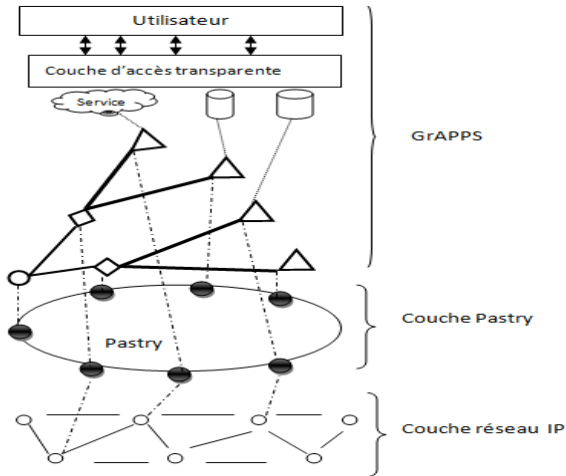 Utilisateur
Couche d'accès transparente
Service
GrAPPS
Couche Pastry
Pastry
Couche réseau IP